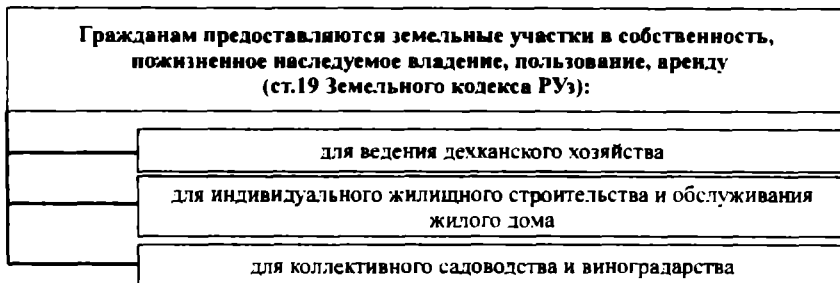 Гражданам предоставляются земельные участки в собственность,
пожизненное наследуемое владение, пользование, аренду
(ст.19 Земельного кодекса РУз):
для ведения дехканского хозяйства
для индивидуального жилищного строительства и обслуживания
жилого дома
для коллективного садоводства и виноградарства